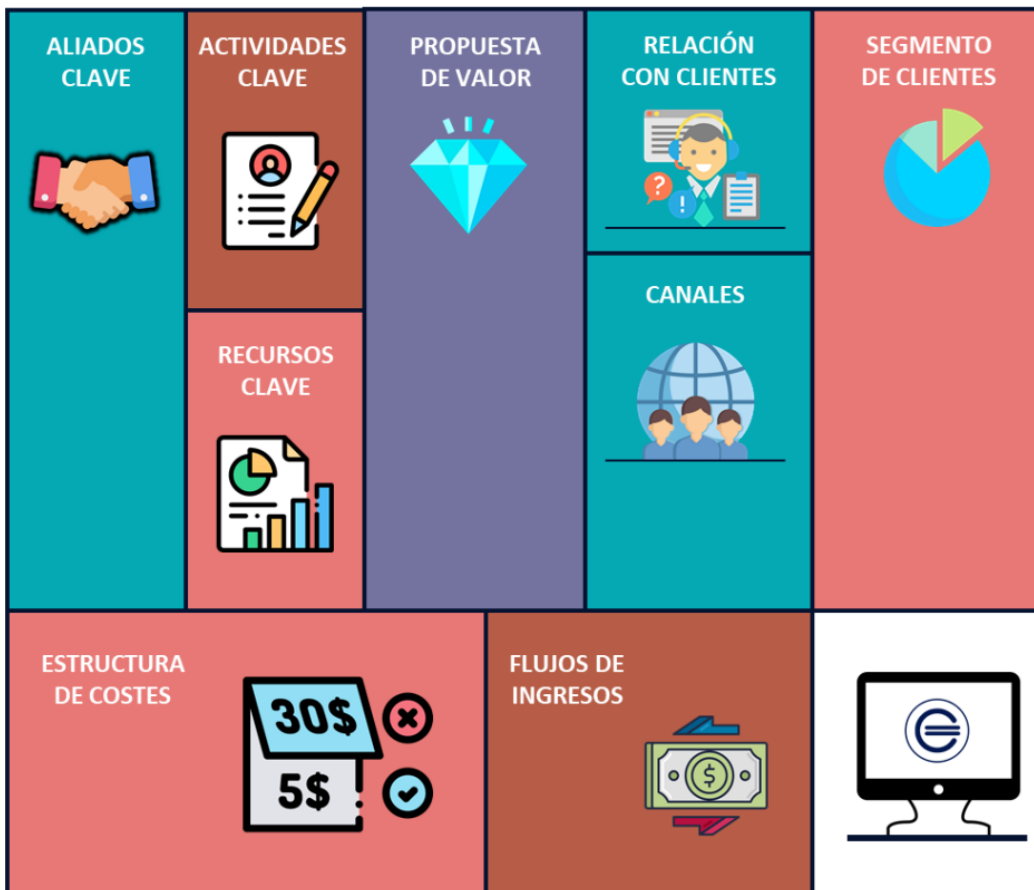 ALIADOS
CLAVE
ACTIVIDADES
CLAVE
PROPUESTA
DE VALOR
RELACIÓN
CON CLIENTES
?
!
SEGMENTO
DE CLIENTES
RECURSOS
CLAVE
CANALES
ESTRUCTURA
DE COSTES
30$
5$
FLUJOS DE
INGRESOS
$